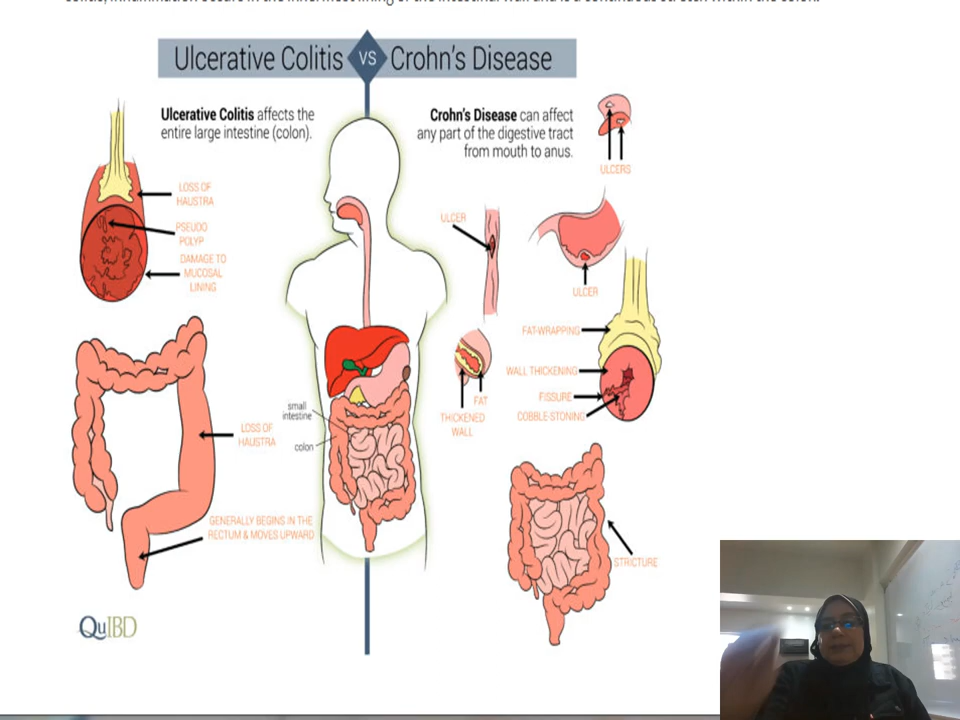 Ulcerative Colitis VS Crohn's Disease
Ulcerative Colitis affects the
entire large intestine (colon).
Crohn's Disease can affect
any part of the digestive tract
from mouth to anus.
ULCERS
LOSS OF
HAUSTRA
PSEUDO
POLYP
DAMAGE TO
MUCOSAL
LINING
ULCER
ULCER
FAT-WRAPPING
WALL THICKENING
FISSURE
COBBLE-STONING
FAT
THICKENED
WALL
small
intestine
colon
LOSS OF
HAUSTRA
GENERALLY BEGINS IN THE
RECTUM & MOVES UPWARD
STRICTURE
QuIBD